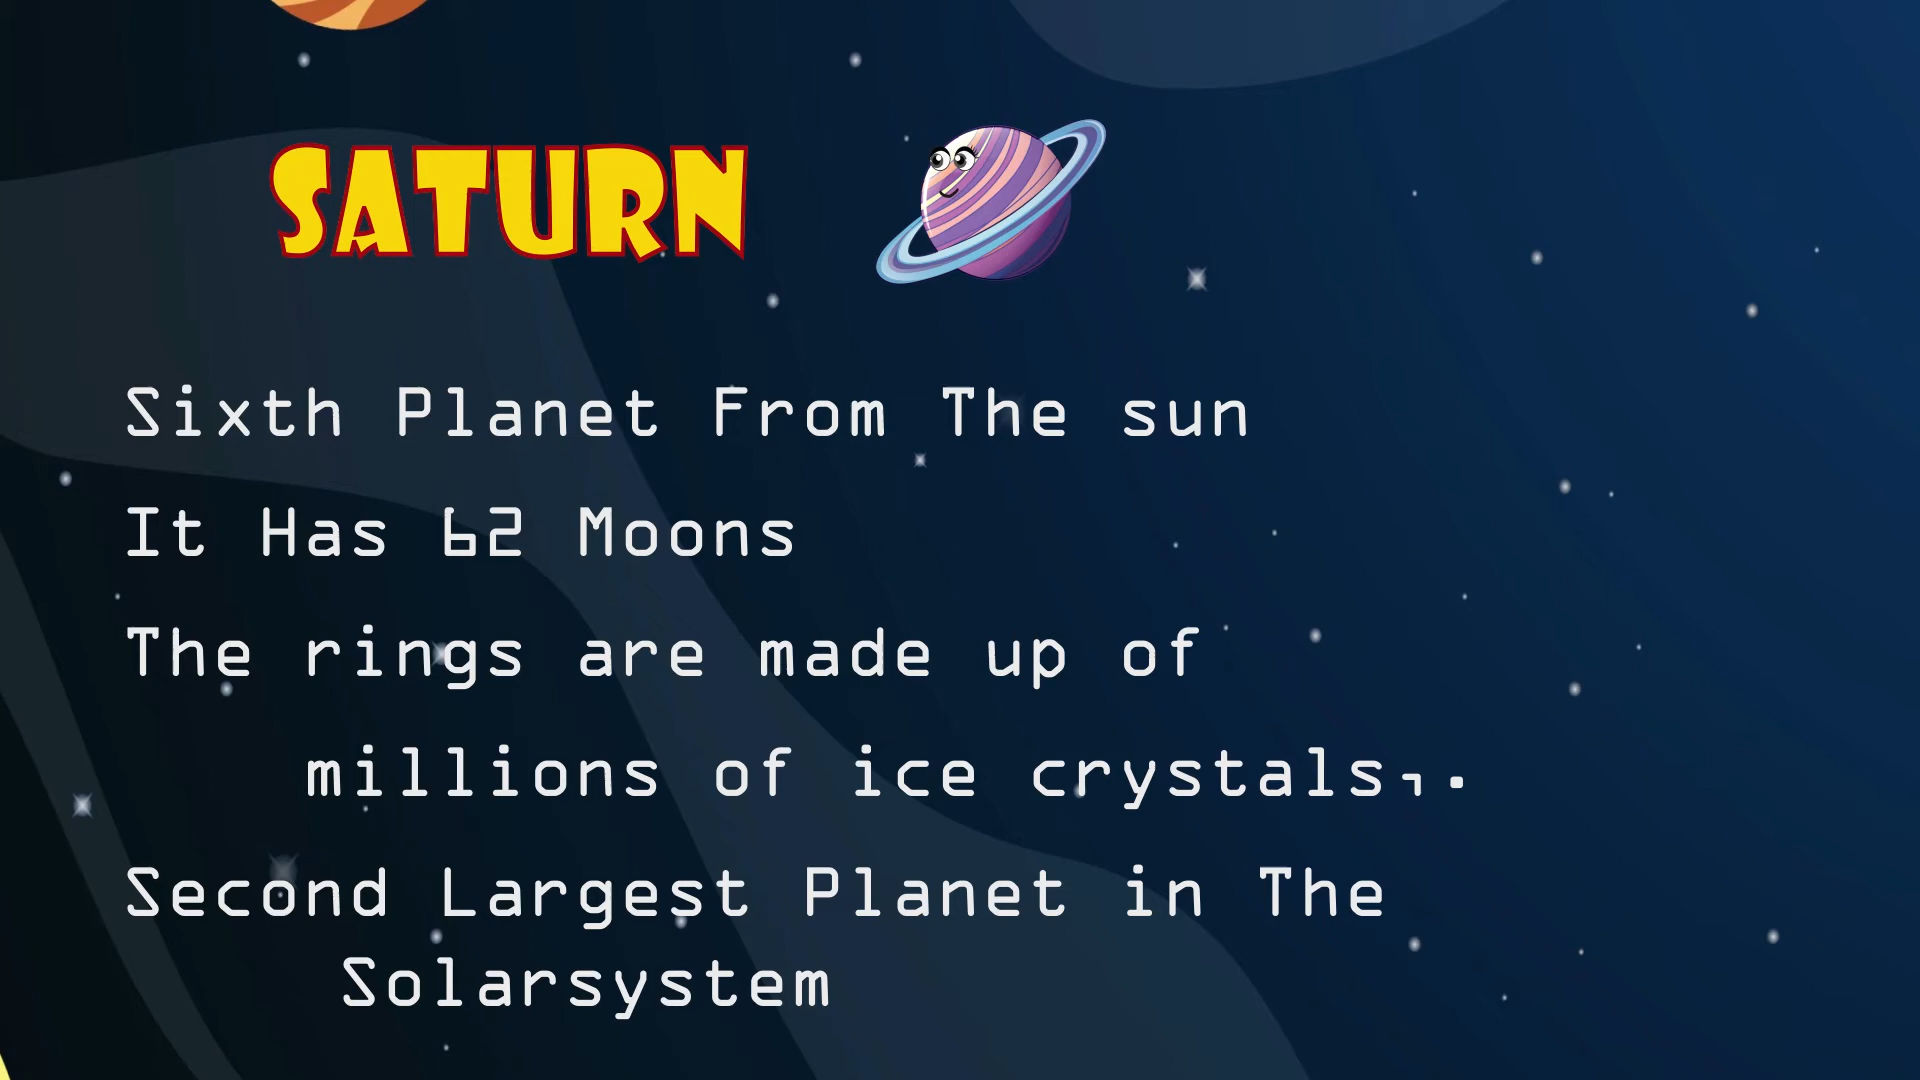 SATURN
Sixth Planet From The sun
It Has 62 Moons
The rings are made up of
millions of ice crystals,.
Second Largest Planet in The
Solarsystem